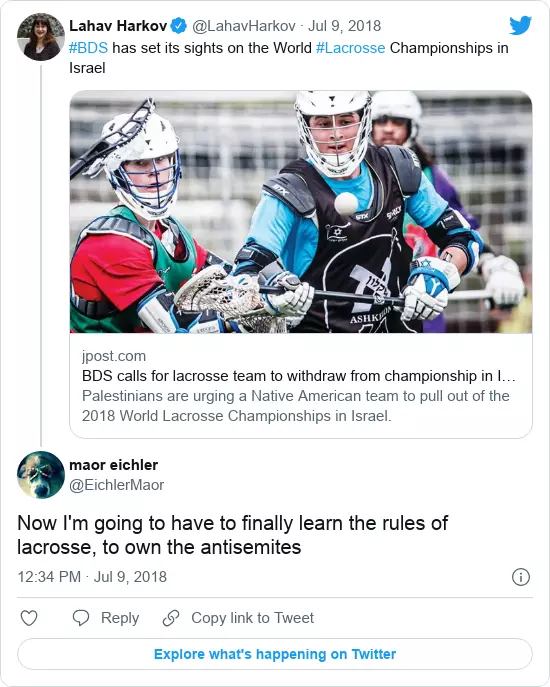 Lahav Harkov @LahavHarkov · Jul 9, 2018
#BDS has set its sights on the World #Lacrosse Championships in
Israel
STX
ASHK
jpost.com
BDS calls for lacrosse team to withdraw from championship in I...
Palestinians are urging a Native American team to pull out of the
2018 World Lacrosse Championships in Israel.
maor eichler
@EichlerMaor
Now I'm going to have to finally learn the rules of
lacrosse, to own the antisemites
12:34 PM · Jul 9, 2018
Reply
Copy link to Tweet
Explore what's happening on Twitter